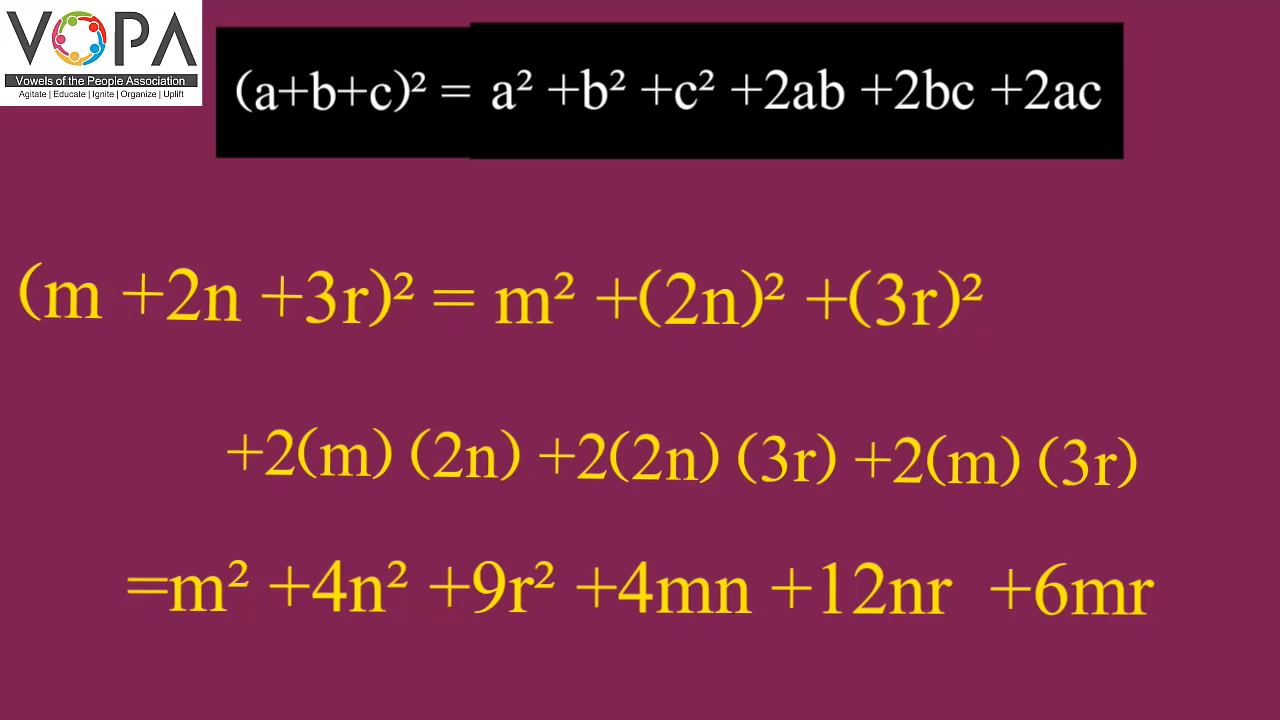 VOPA
Vowels of the People Association
Agitate | Educate | Ignite | Organize | Uplift
(a+b+c)² = a² +b² +c² +2ab +2bc +2ac
(m +2n +3r)² = m² +(2n)² +(3r)²
+2(m) (2n) +2(2n) (3r) +2(m) (3r)
=m² +4n² +9r² +4mn +12nr +6mr